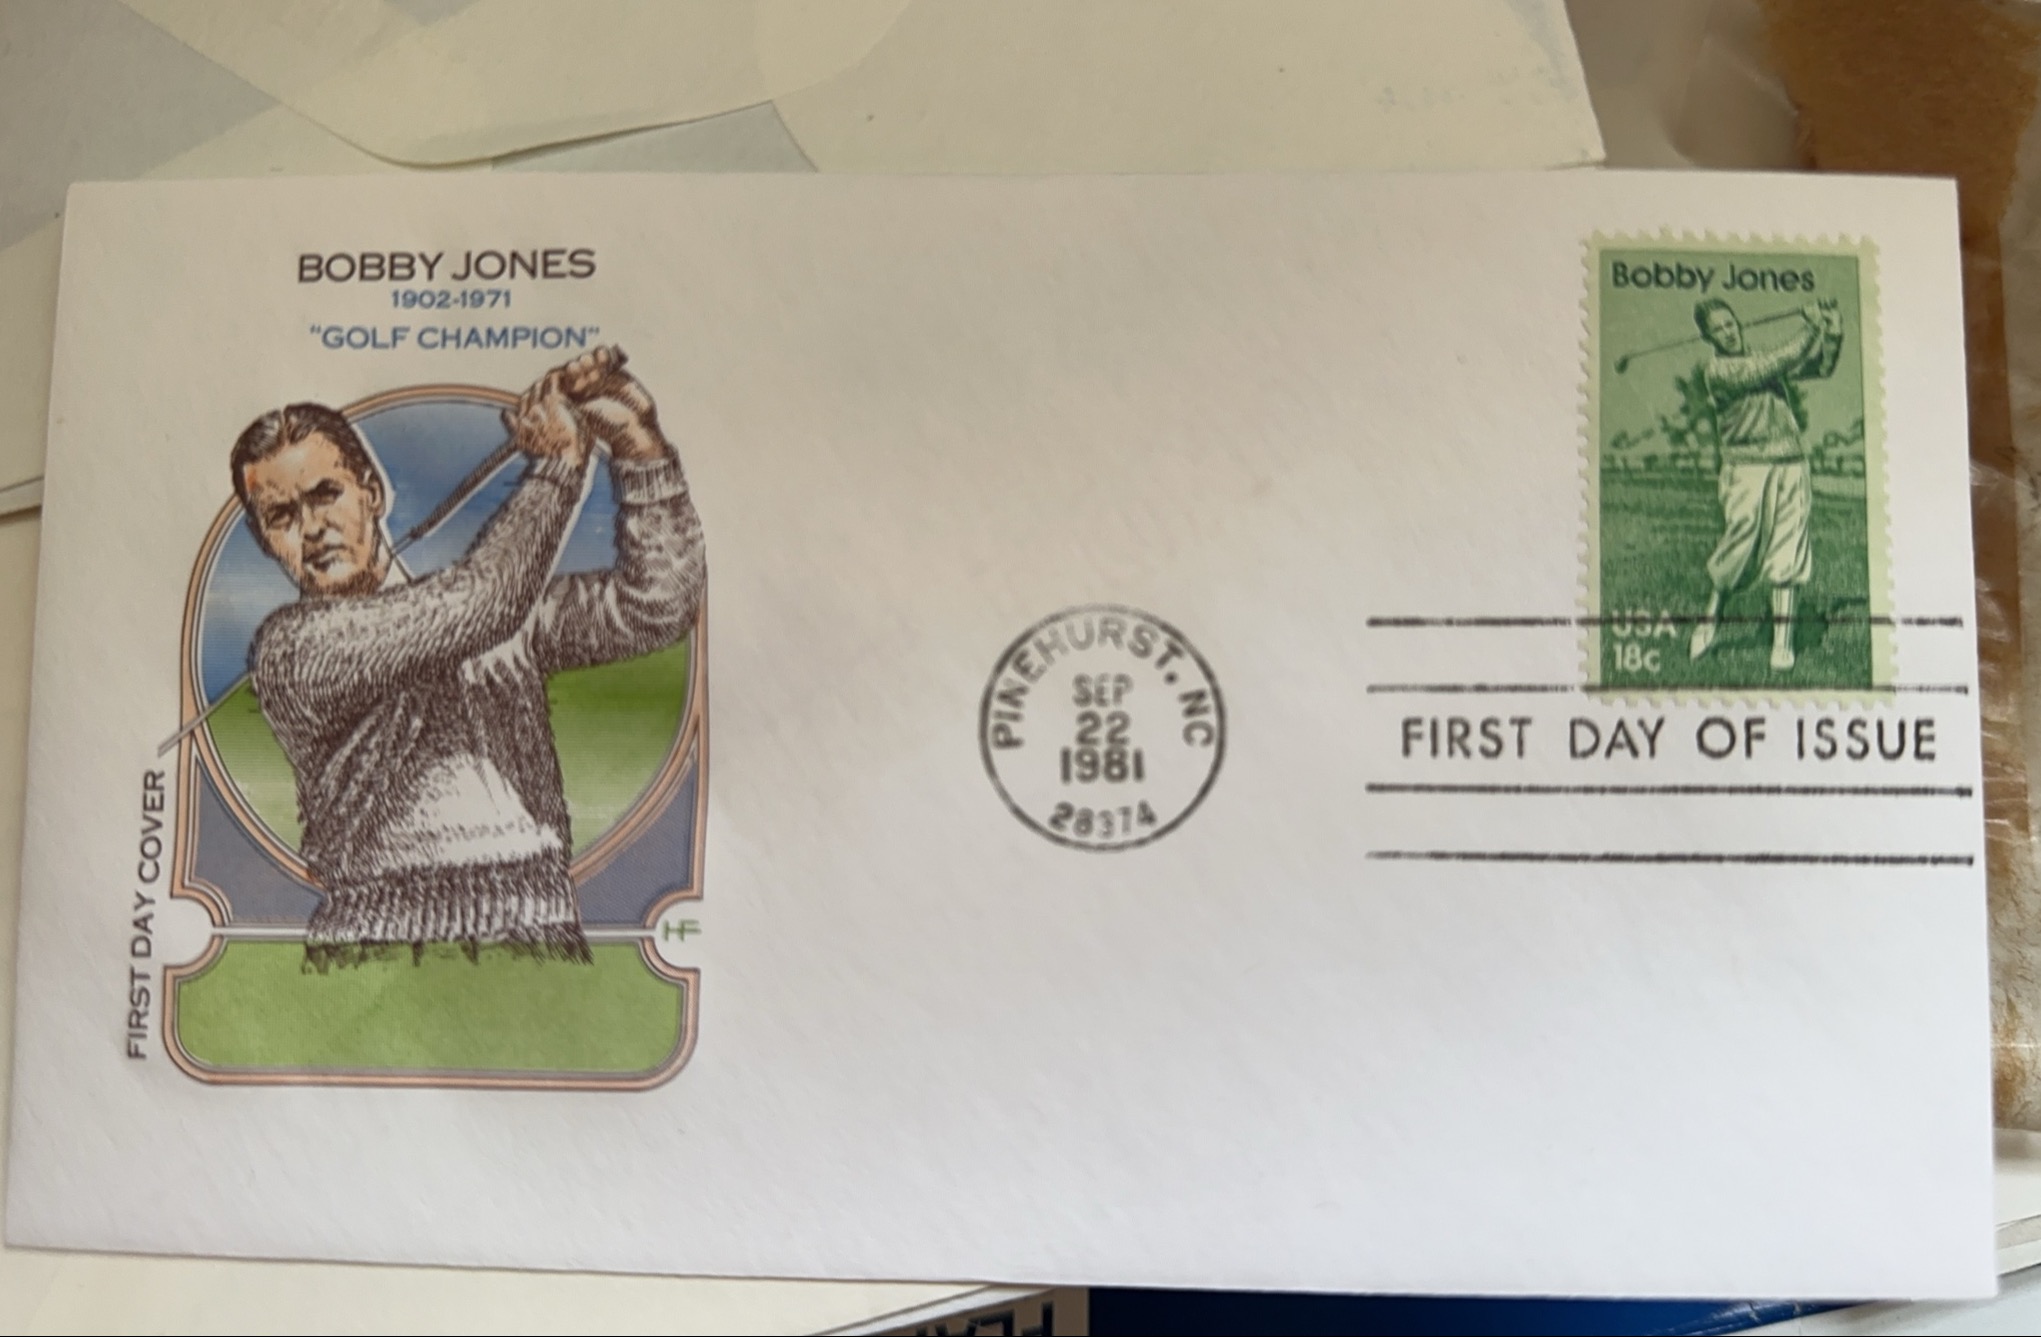 BOBBY JONES
1902-1971
"GOLF CHAMPION"
FIRST DAY COVER
HF
PINEHURST, NC
SEP
22
1981
28374
Bobby Jones
USA
18c
FIRST DAY OF ISSUE